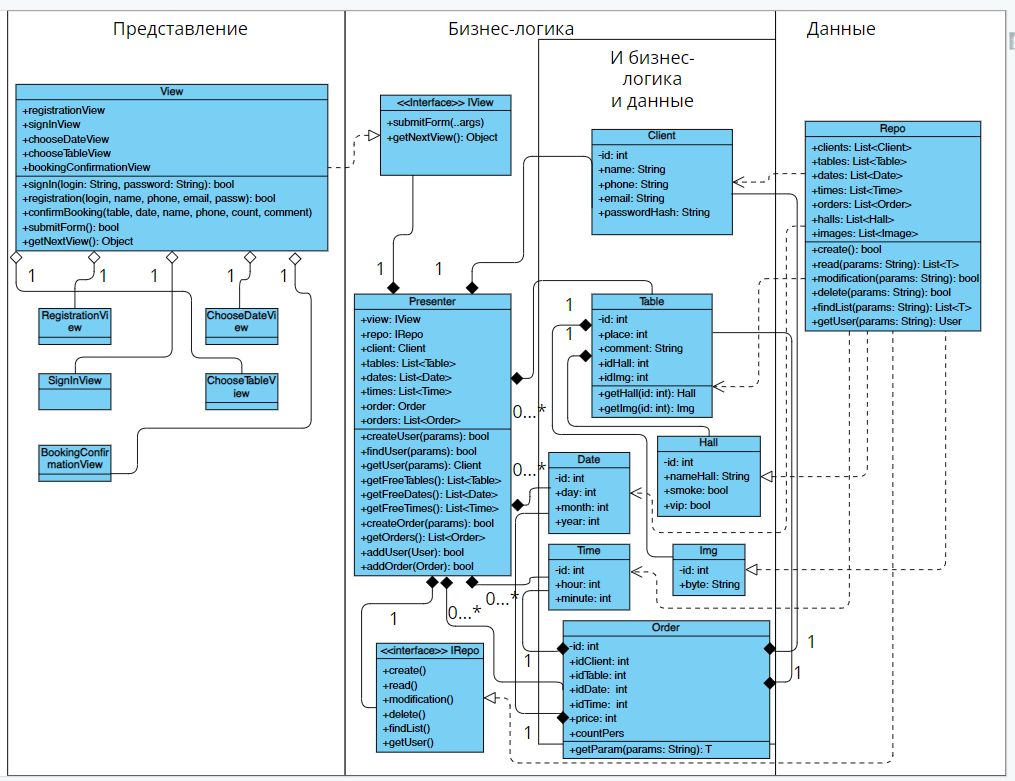 Представление
Бизнес-логика
Данные
И бизнес-
логика
и данные
View
+registrationView
+signInView
+chooseDateView
+chooseTableView
+bookingConfirmationView
+signIn(login: String, password: String): bool
+registration(login, name, phone, email, passw): bool
+confirmBooking(table, date, name, phone, count, comment)
+submitForm(): bool
+getNextView(): Object
1
1
1
1
1
RegistrationVi
ew
ChooseDateVi
ew
SignInView
ChooseTableV
iew
BookingConfir
mationView
<<Interface>> IView
+submitForm(..args)
+getNextView(): Object
1
1
Presenter
+view: IView
+repo: IRepo
+client: Client
+tables: List<Table>
+dates: List<Date>
+times: List<Time>
+order: Order
+orders: List<Order>
+createUser(params): bool
+findUser(params): bool
+getUser(params): Client
+getFreeTables(): List<Table>
+getFreeDates(): List<Date>
+getFreeTimes(): List<Time>
+createOrder(params): bool
+getOrders(): List<Order>
+addUser(User): bool
+addOrder(Order): bool
0...*
0...*
0...*
0...*
1
<<interface>> IRepo
+create()
+read()
+modification()
+delete()
+findList()
+getUser()
Client
-id: int
+name: String
+phone: String
+email: String
+passwordHash: String
1
1
Table
-id: int
+place: int
+comment: String
+idHall: int
+idImg: int
+getHall(id: int): Hall
+getImg(id: int): Img
Hall
-id: int
+nameHall: String
+smoke: bool
+vip: bool
Date
-id: int
+day: int
+month: int
+year: int
Time
-id: int
+hour: int
+minute: int
Img
-id: int
+byte: String
Order
-id: int
+idClient: int
+idTable: int
+idDate: int
+idTime: int
+price: int
+countPers
+getParam(params: String): T
1
1
1
1
Repo
+clients: List<Client>
+tables: List<Table>
+dates: List<Date>
+times: List<Time>
+orders: List<Order>
+halls: List<Hall>
+images: List<Image>
+create(): bool
+read(params: String): List<T>
+modification(params: String): bool
+delete(params: String): bool
+findList(params: String): List<T>
+getUser(params: String): User